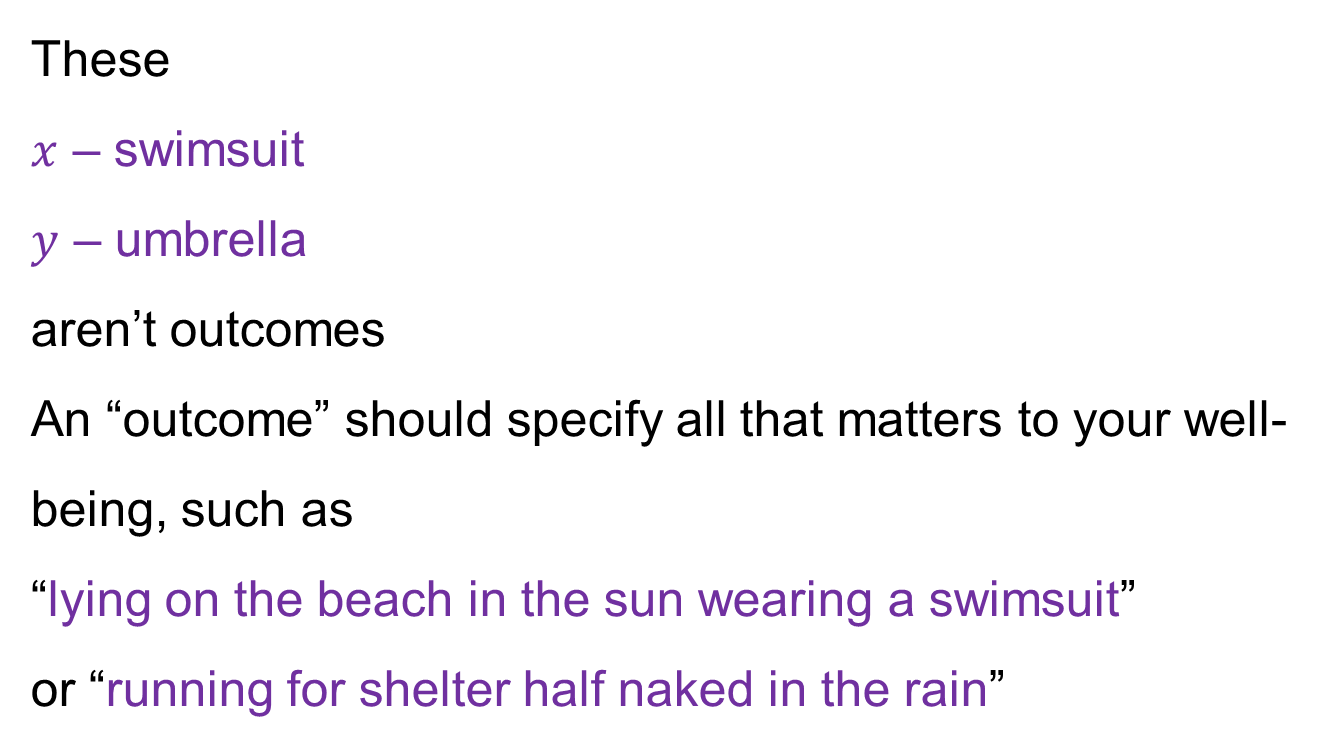 These
x – swimsuit
y – umbrella
aren’t outcomes
An “outcome” should specify all that matters to your well-
being, such as
“lying on the beach in the sun wearing a swimsuit”
or “running for shelter half naked in the rain”